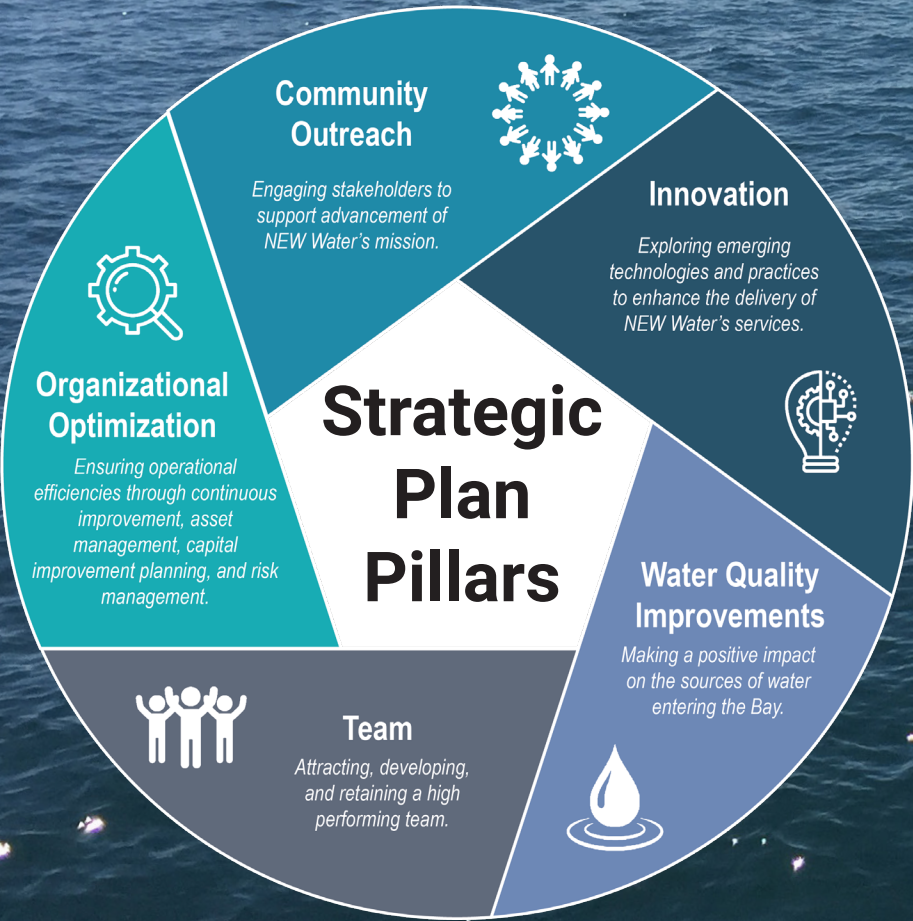 Community
Outreach
Engaging stakeholders to
support advancement of
NEW Water's mission.
Innovation
Exploring emerging
technologies and practices
to enhance the delivery of
NEW Water's services.
Organizational
Optimization
Ensuring operational
efficiencies through continuous
improvement, asset
management, capital
improvement planning, and risk
management.
Strategic
Plan
Pillars
Water Quality
Improvements
Making a positive impact
on the sources of water
entering the Bay.
Team
Attracting, developing,
and retaining a high
performing team.